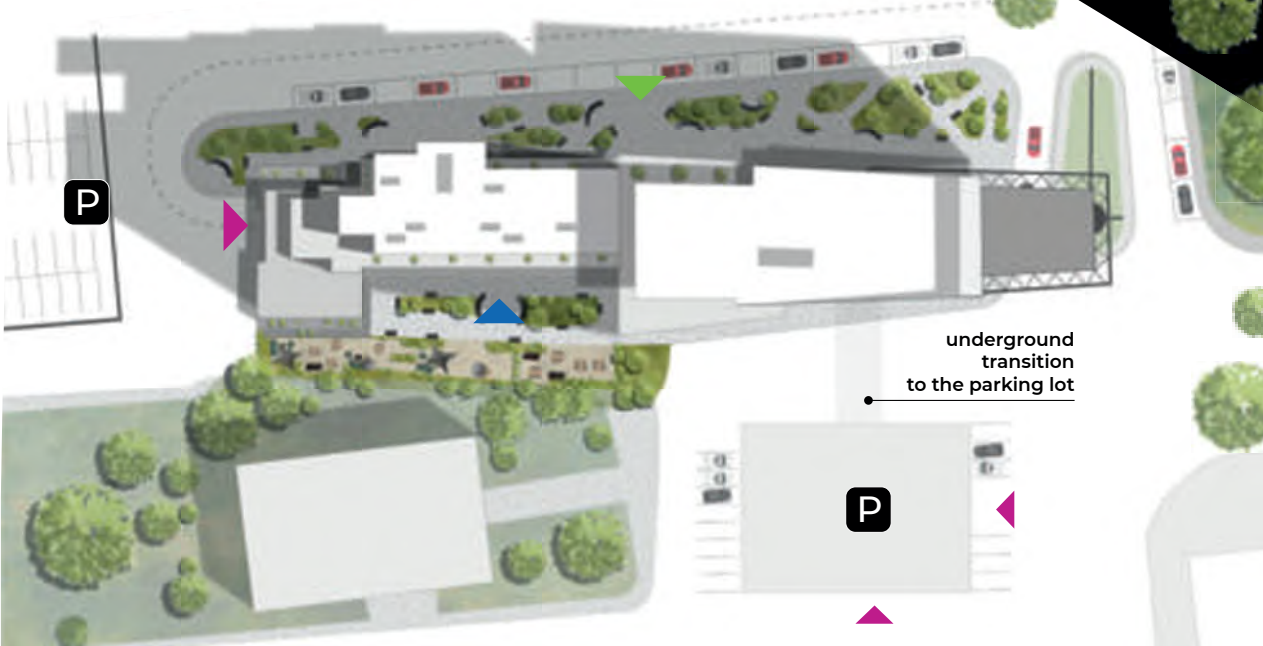 P
underground
transition
to the parking lot
P